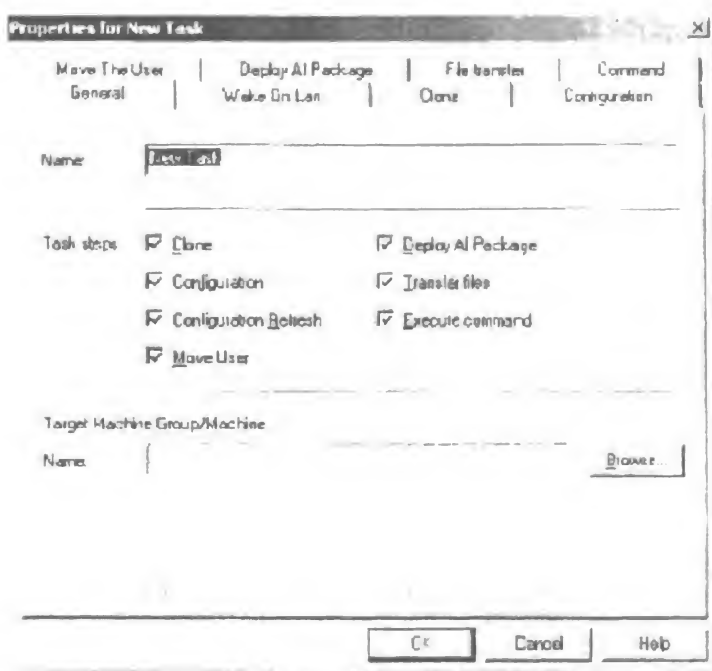 Properties for New Task
Move The User Deploy AI Package File transfer Command
General Wake On Lan Clone Configuration
Name: New Task
Task steps Clone Deploy AI Package
Configuration Transfer files
Configuration Refresh Execute command
Move User
Target Machine Group/Machine
Name: Browse...
OK Cancel Help